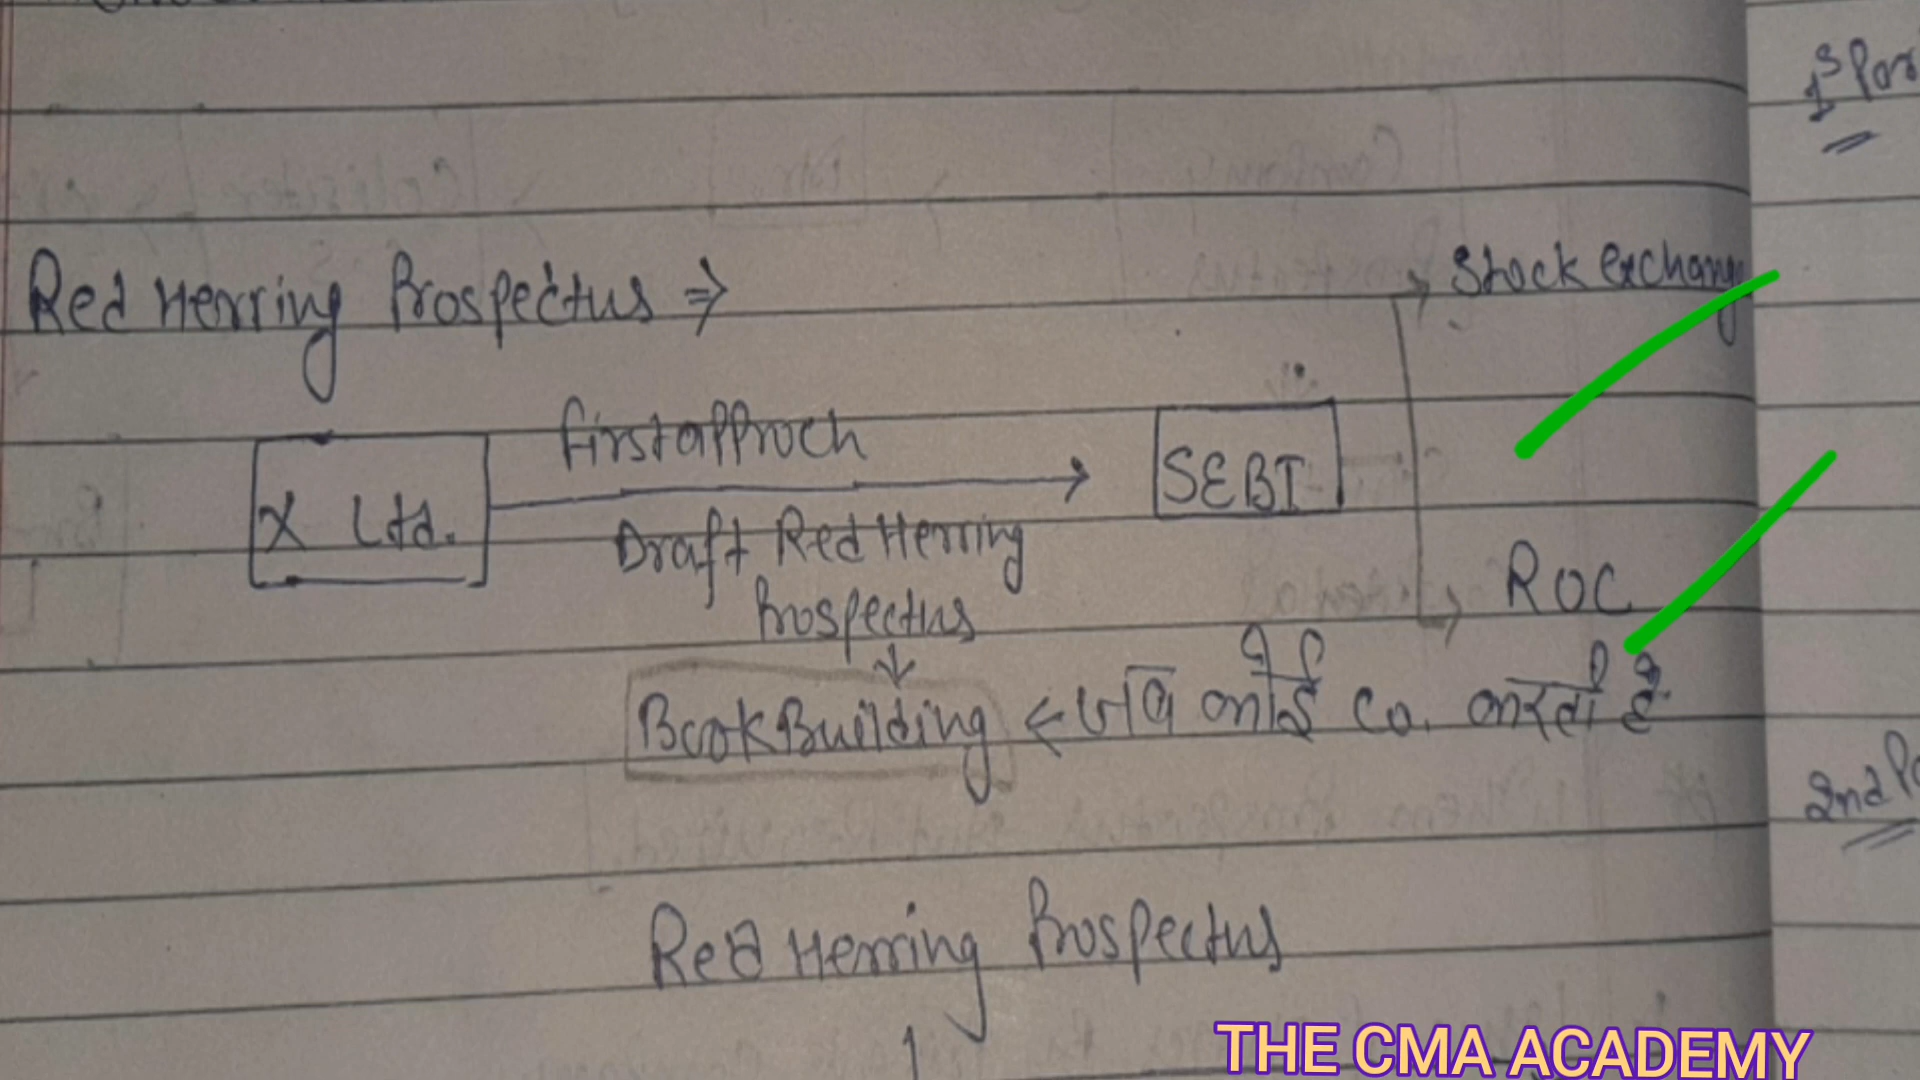 Red Herring Prospectus ⇒
Stock exchange
first approch
X Ltd.
SEBI
Draft Red Herring
Prospectus
ROC
Book Building ← जब कोई co. करती है
Red Herring Prospectus
2nd
THE CMA ACADEMY